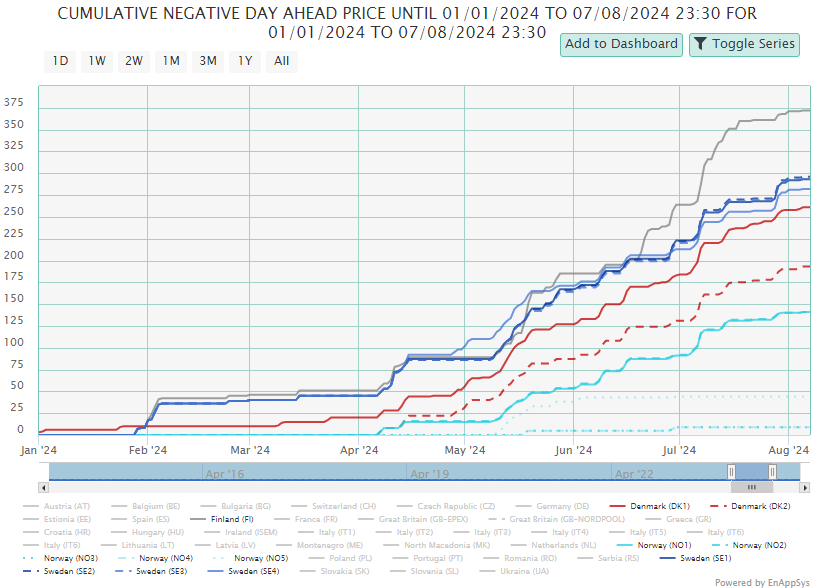 CUMULATIVE NEGATIVE DAY AHEAD PRICE UNTIL 01/01/2024 TO 07/08/2024 23:30 FOR
01/01/2024 TO 07/08/2024 23:30
Add to Dashboard
Toggle Series
1D 1W 2W 1M 3M 1Y All
375
350
325
300
275
250
225
200
175
150
125
100
75
50
25
0
Jan '24 Feb '24 Mar '24 Apr '24 May '24 Jun '24 Jul '24 Aug '24
Apr '16 Apr '19 Apr '22
Austria (AT) Belgium (BE) Bulgaria (BG) Switzerland (CH) Czech Republic (CZ) Germany (DE) Denmark (DK1) Denmark (DK2)
Estionia (EE) Spain (ES) Finland (FI) France (FR) Great Britain (GB-EPEX) Great Britain (GB-NORDPOOL) Greece (GR)
Croatia (HR) Hungary (HU) Ireland (ISEM) Italy (IT1) Italy (IT2) Italy (IT3) Italy (IT4) Italy (IT5) Italy (IT6)
Italy (IT6) Lithuania (LT) Latvia (LV) Montenegro (ME) North Macedonia (MK) Netherlands (NL) Norway (NO1) Norway (NO2)
Norway (NO3) Norway (NO4) Norway (NO5) Poland (PL) Portugal (PT) Romania (RO) Serbia (RS) Sweden (SE1)
Sweden (SE2) Sweden (SE3) Sweden (SE4) Slovakia (SK) Slovenia (SL) Ukraine (UA)
Powered by EnAppSys